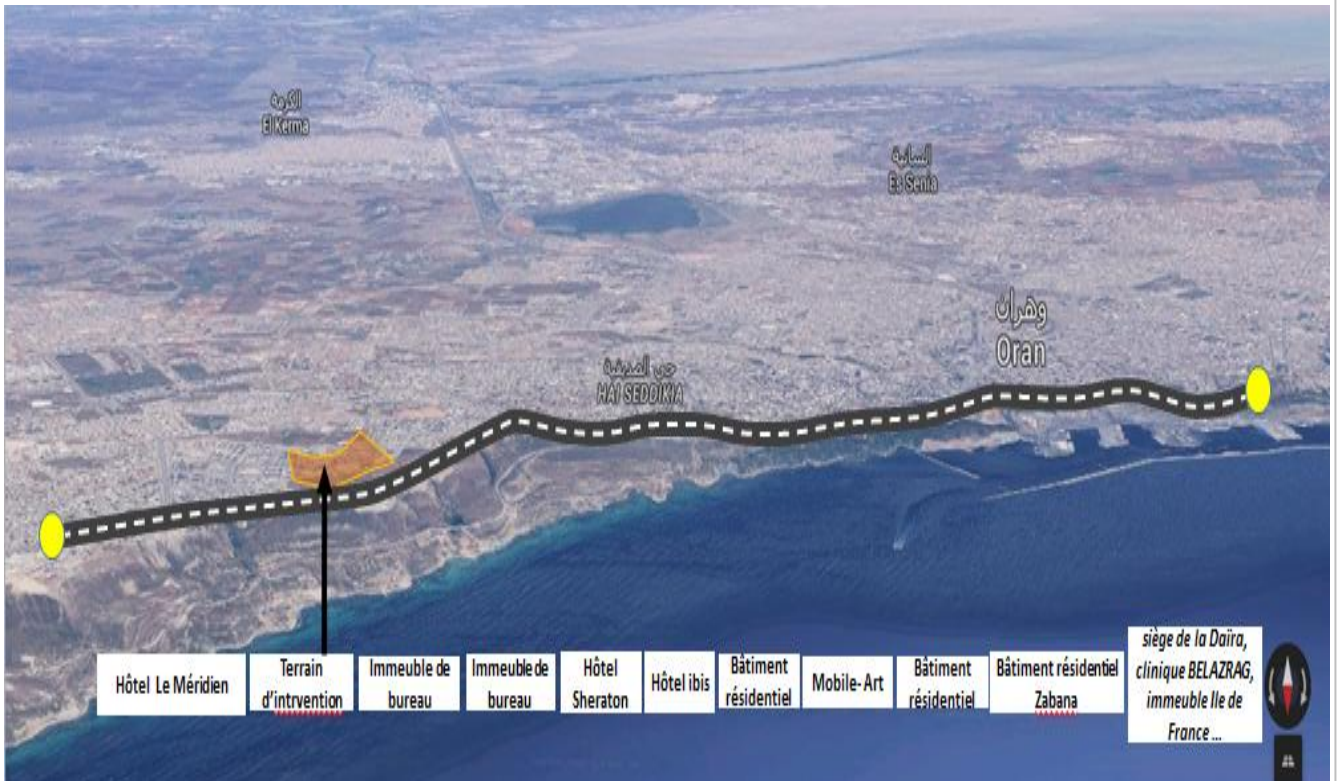 الكرمة
El Kerma
السانية
Es Senia
وهران
Oran
حي الصديقية
HAI SEDDIKIA
Hôtel Le Méridien
Terrain
d'intrvention
Immeuble de
bureau
Immeuble de
bureau
Hôtel
Sheraton
Hôtel ibis
Bâtiment
résidentiel
Mobile-Art
Bâtiment
résidentiel
Bâtiment résidentiel
Zabana
siège de la Daïra,
clinique BELAZRAG,
immeuble Ile de
France ...